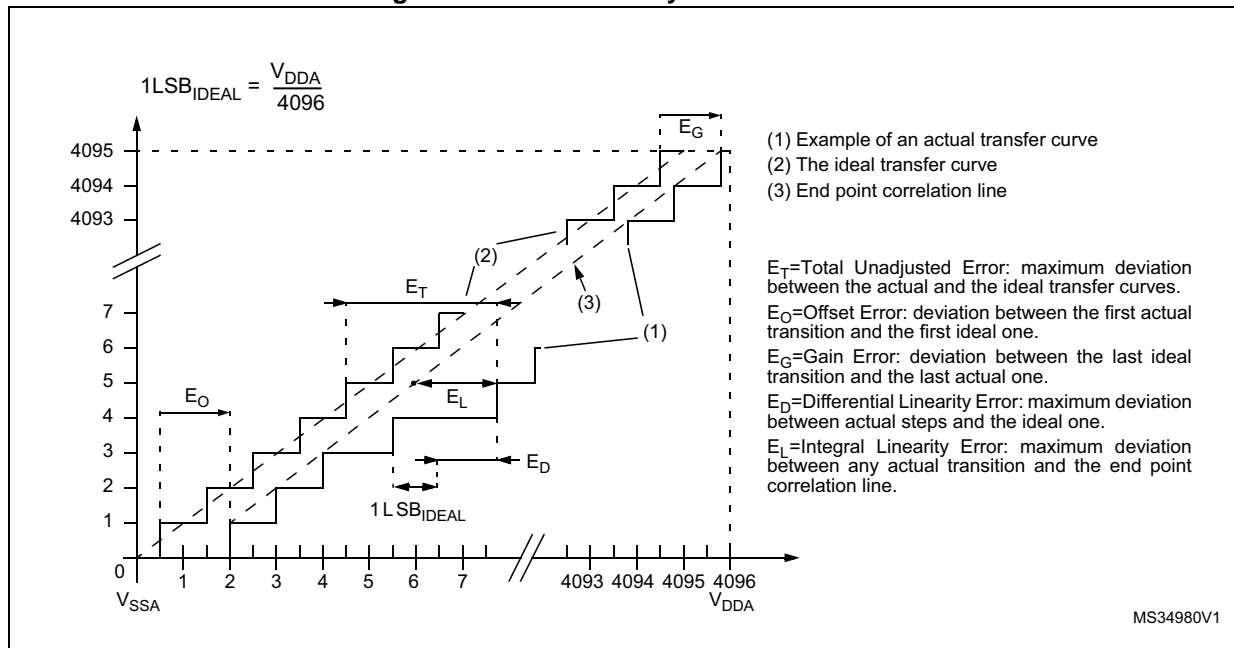 1LSB_IDEAL = V_DDA
4096
E_G
4095
4094
4093
(1) Example of an actual transfer curve
(2) The ideal transfer curve
(3) End point correlation line
(2)
(3)
(1)
E_T
7
6
5
4
3
2
1
0
E_O
E_L
E_D
1 LSB_IDEAL
E_T=Total Unadjusted Error: maximum deviation
between the actual and the ideal transfer curves.
E_O=Offset Error: deviation between the first actual
transition and the first ideal one.
E_G=Gain Error: deviation between the last ideal
transition and the last actual one.
E_D=Differential Linearity Error: maximum deviation
between actual steps and the ideal one.
E_L=Integral Linearity Error: maximum deviation
between any actual transition and the end point
correlation line.
1 2 3 4 5 6 7 4093 4094 4095 4096
V_SSA V_DDA
MS34980V1